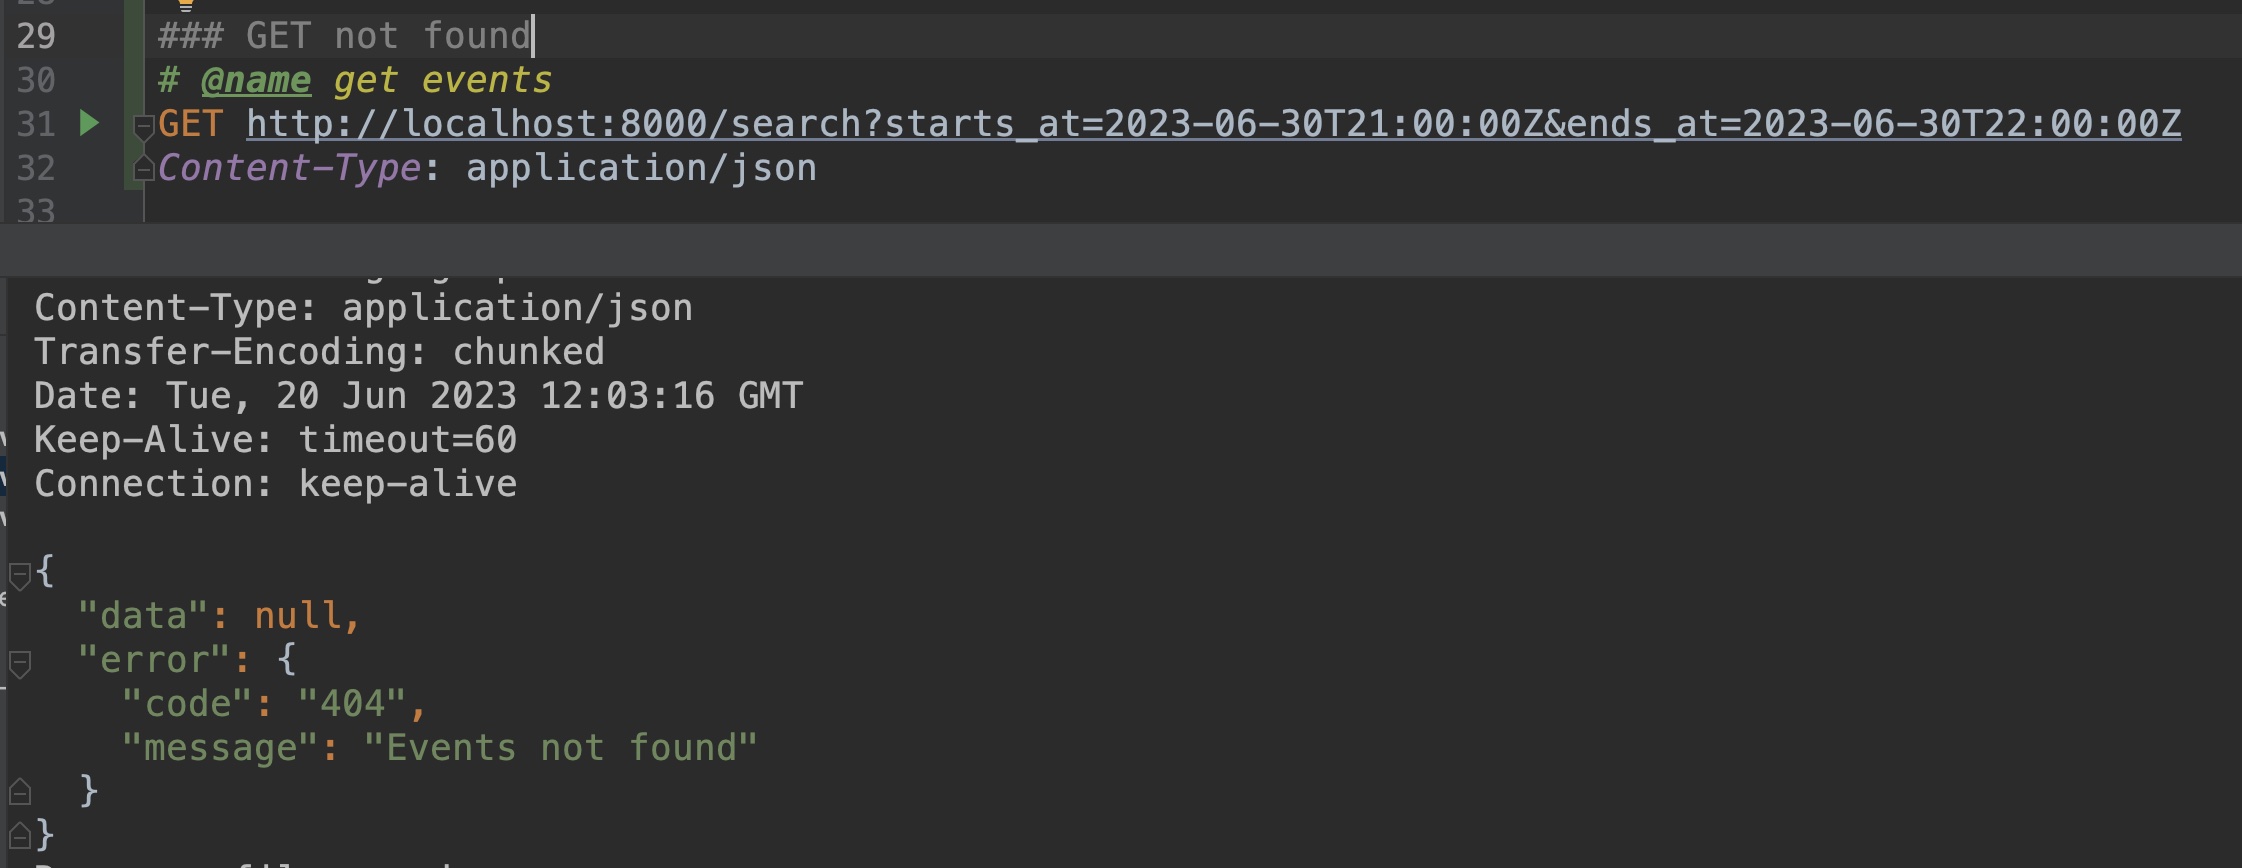 29 ### GET not found
30 # @name get events
31 GET http://localhost:8000/search?starts_at=2023-06-30T21:00:00Z&ends_at=2023-06-30T22:00:00Z
32 Content-Type: application/json
33
Content-Type: application/json
Transfer-Encoding: chunked
Date: Tue, 20 Jun 2023 12:03:16 GMT
Keep-Alive: timeout=60
Connection: keep-alive
{
"data": null,
"error": {
"code": "404",
"message": "Events not found"
}
}